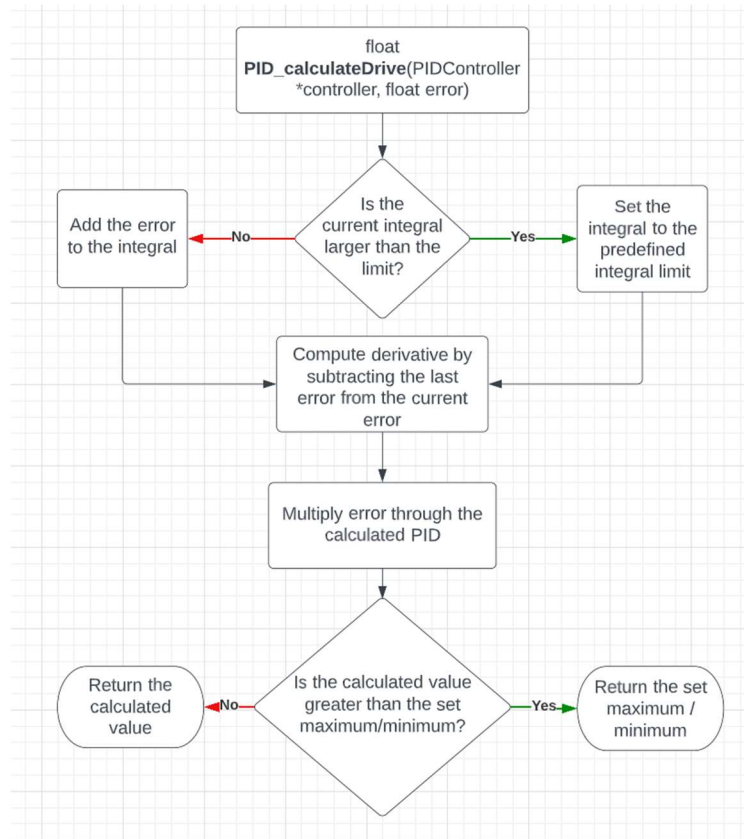 float
PID_calculateDrive(PIDController
*controller, float error)
Is the
current integral
larger than the
limit?
Add the error
to the integral
No
Yes
Set the
integral to the
predefined
integral limit
Compute derivative by
subtracting the last
error from the current
error
Multiply error through the
calculated PID
Is the calculated value
greater than the set
maximum/minimum?
Return the
calculated
value
No
Yes
Return the set
maximum /
minimum